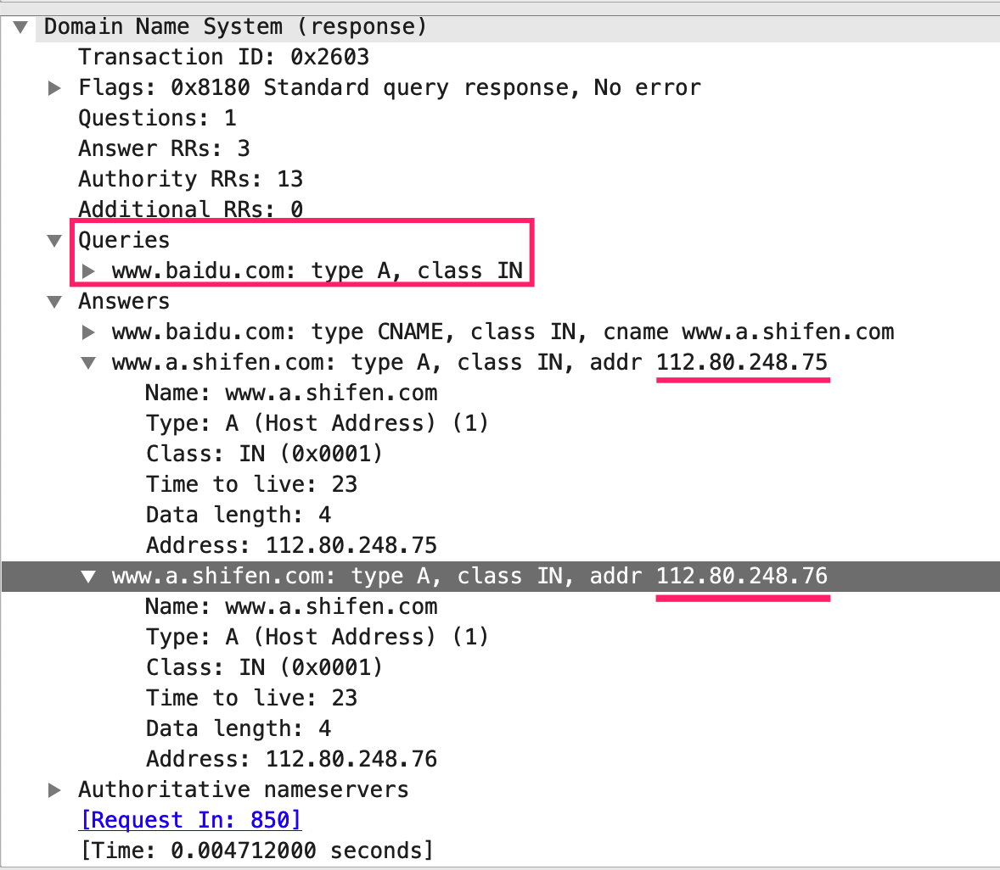 Domain Name System (response)
Transaction ID: 0x2603
Flags: 0x8180 Standard query response, No error
Questions: 1
Answer RRs: 3
Authority RRs: 13
Additional RRs: 0
Queries
www.baidu.com: type A, class IN
Answers
www.baidu.com: type CNAME, class IN, cname www.a.shifen.com
www.a.shifen.com: type A, class IN, addr 112.80.248.75
Name: www.a.shifen.com
Type: A (Host Address) (1)
Class: IN (0x0001)
Time to live: 23
Data length: 4
Address: 112.80.248.75
www.a.shifen.com: type A, class IN, addr 112.80.248.76
Name: www.a.shifen.com
Type: A (Host Address) (1)
Class: IN (0x0001)
Time to live: 23
Data length: 4
Address: 112.80.248.76
Authoritative nameservers
[Request In: 850]
[Time: 0.004712000 seconds]